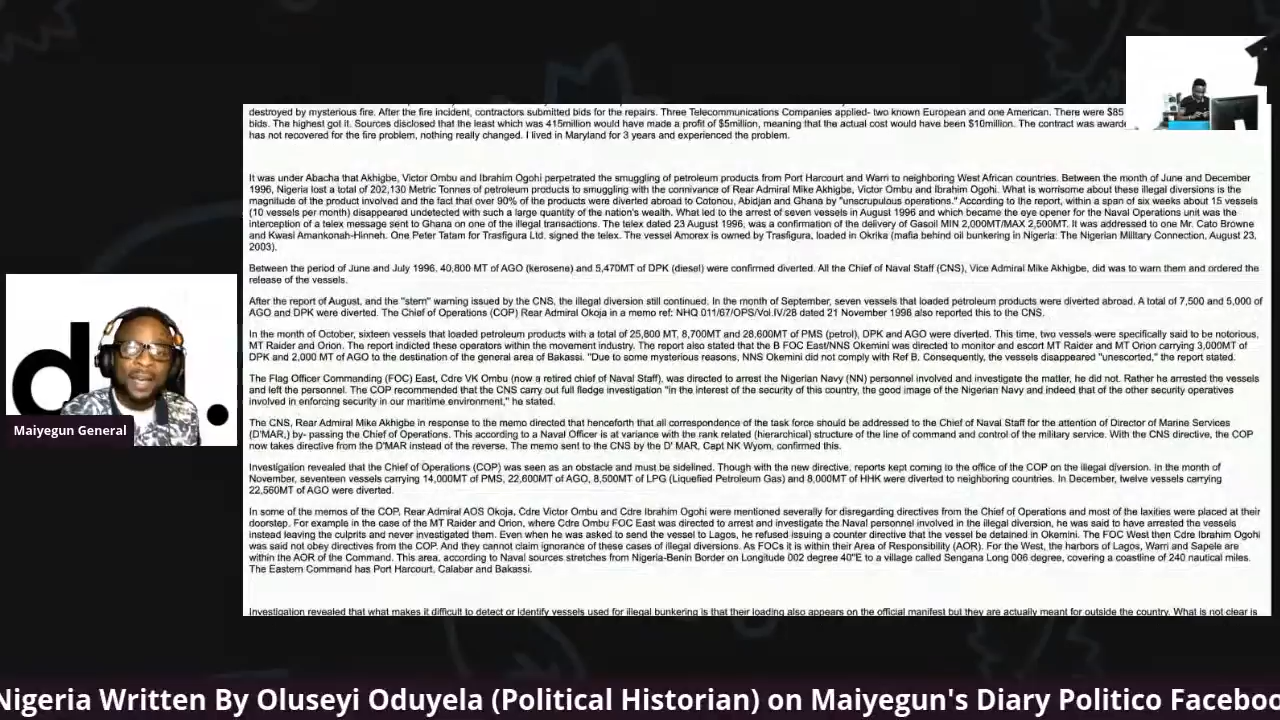 destroyed by mysterious fire. After the fire incident, contractors submitted bids for the repairs. Three Telecommunications Companies applied- two known European and one American. There were $85
bids. The highest got it. Sources disclosed that the least which was 415million would have made a profit of $5million, meaning that the actual cost would have been $10million. The contract was
has not recovered for the fire problem, nothing really changed. I lived in Maryland for 3 years and experienced the problem.
It was under Abacha that Akhigbe, Victor Ombu and Ibrahim Ogohi perpetrated the smuggling of petroleum products from Port Harcourt and Warri to neighboring West African countries. Between the month of June and December
1996, Nigeria lost a total of 202,130 Metric Tonnes of petroleum products to smuggling with the connivance of Rear Admiral Mike Akhigbe, Victor Ombu and Ibrahim Ogohi. What is worrisome about these illegal diversions is the
magnitude of the product involved and the fact that over 90% of the products were diverted abroad to Cotonou, Abidjan and Ghana by "unscrupulous operations." According to the report, within a span of six weeks about 15 vessels
(10 vessels per month) disappeared undetected with such a large quantity of the nation's wealth. What led to the arrest of seven vessels in August 1996 and which became the eye opener for the Naval Operations unit was the
interception of a telex message sent to Ghana on one of the illegal transactions. The telex dated 23 August 1996, was a confirmation of the delivery of Gasoil MIN 2,000MT/MAX 2,500MT. It was addressed to one Mr. Cato Browne
and Kwasi Amankonah-Hinneh. One Peter Tatam for Trasfigura Ltd. signed the telex. The vessel Amorex is owned by Trasfigura, loaded in Okrika (mafia behind oil bunkering in Nigeria: The Nigerian Military Connection, August 23,
2003).
Between the period of June and July 1996, 40,800 MT of AGO (kerosene) and 5,470MT of DPK (diesel) were confirmed diverted. All the Chief of Naval Staff (CNS), Vice Admiral Mike Akhigbe, did was to warn them and ordered the
release of the vessels.
After the report of August, and the "stern" warning issued by the CNS, the illegal diversion still continued. In the month of September, seven vessels that loaded petroleum products were diverted abroad. A total of 7,500 and 5,000 of
AGO and DPK were diverted. The Chief of Operations (COP) Rear Admiral Okoja in a memo ref: NHQ 011/67/OPS/Vol.IV/28 dated 21 November 1996 also reported this to the CNS.
In the month of October, sixteen vessels that loaded petroleum products with a total of 25,800 MT, 8,700MT and 28,600MT of PMS (petrol), DPK and AGO were diverted. This time, two vessels were specifically said to be notorious,
MT Raider and Orion. The report indicted these operators within the movement industry. The report also stated that the B FOC East/NNS Okemini was directed to monitor and escort MT Raider and MT Orion carrying 3,000MT of
DPK and 2,000 MT of AGO to the destination of the general area of Bakassi. "Due to some mysterious reasons, NNS Okemini did not comply with Ref B. Consequently, the vessels disappeared "unescorted," the report stated.
The Flag Officer Commanding (FOC) East, Cdre VK Ombu (now a retired chief of Naval Staff), was directed to arrest the Nigerian Navy (NN) personnel involved and investigate the matter, he did not. Rather he arrested the vessels
and left the personnel. The COP recommended that the CNS carry out full fledge investigation "in the interest of the security of this country, the good image of the Nigerian Navy and indeed that of the other security operatives
involved in enforcing security in our maritime environment," he stated.
The CNS, Rear Admiral Mike Akhigbe in response to the memo directed that henceforth that all correspondence of the task force should be addressed to the Chief of Naval Staff for the attention of Director of Marine Services
(D'MAR,) by- passing the Chief of Operations. This according to a Naval Officer is at variance with the rank related (hierarchical) structure of the line of command and control of the military service. With the CNS directive, the COP
now takes directive from the D'MAR instead of the reverse. The memo sent to the CNS by the D' MAR, Capt NK Wyom, confirmed this.
Investigation revealed that the Chief of Operations (COP) was seen as an obstacle and must be sidelined. Though with the new directive, reports kept coming to the office of the COP on the illegal diversion. In the month of
November, seventeen vessels carrying 14,000MT of PMS, 22,600MT of AGO, 8,500MT of LPG (Liquefied Petroleum Gas) and 8,000MT of HHK were diverted to neighboring countries. In December, twelve vessels carrying
22,560MT of AGO were diverted.
In some of the memos of the COP, Rear Admiral AOS Okoja, Cdre Victor Ombu and Cdre Ibrahim Ogohi were mentioned severally for disregarding directives from the Chief of Operations and most of the laxities were placed at their
doorstep. For example in the case of the MT Raider and Orion, where Cdre Ombu FOC East was directed to arrest and investigate the Naval personnel involved in the illegal diversion, he was said to have arrested the vessels
instead leaving the culprits and never investigated them. Even when he was asked to send the vessel to Lagos, he refused issuing a counter directive that the vessel be detained in Okemini. The FOC West then Cdre Ibrahim Ogohi
was said not obey directives from the COP. And they cannot claim ignorance of these cases of illegal diversions. As FOCs it is within their Area of Responsibility (AOR). For the West, the harbors of Lagos, Warri and Sapele are
within the AOR of the Command. This area, according to Naval sources stretches from Nigeria-Benin Border on Longitude 002 degree 40"E to a village called Sengana Long 006 degree, covering a coastline of 240 nautical miles.
The Eastern Command has Port Harcourt, Calabar and Bakassi.
Investigation revealed that what makes it difficult to detect or identify vessels used for illegal bunkering is that their loading also appears on the official manifest but they are actually meant for outside the country. What is not clear is
d
Maiyegun General
Nigeria Written By Oluseyi Oduyela (Political Historian) on Maiyegun's Diary Politico Faceboo